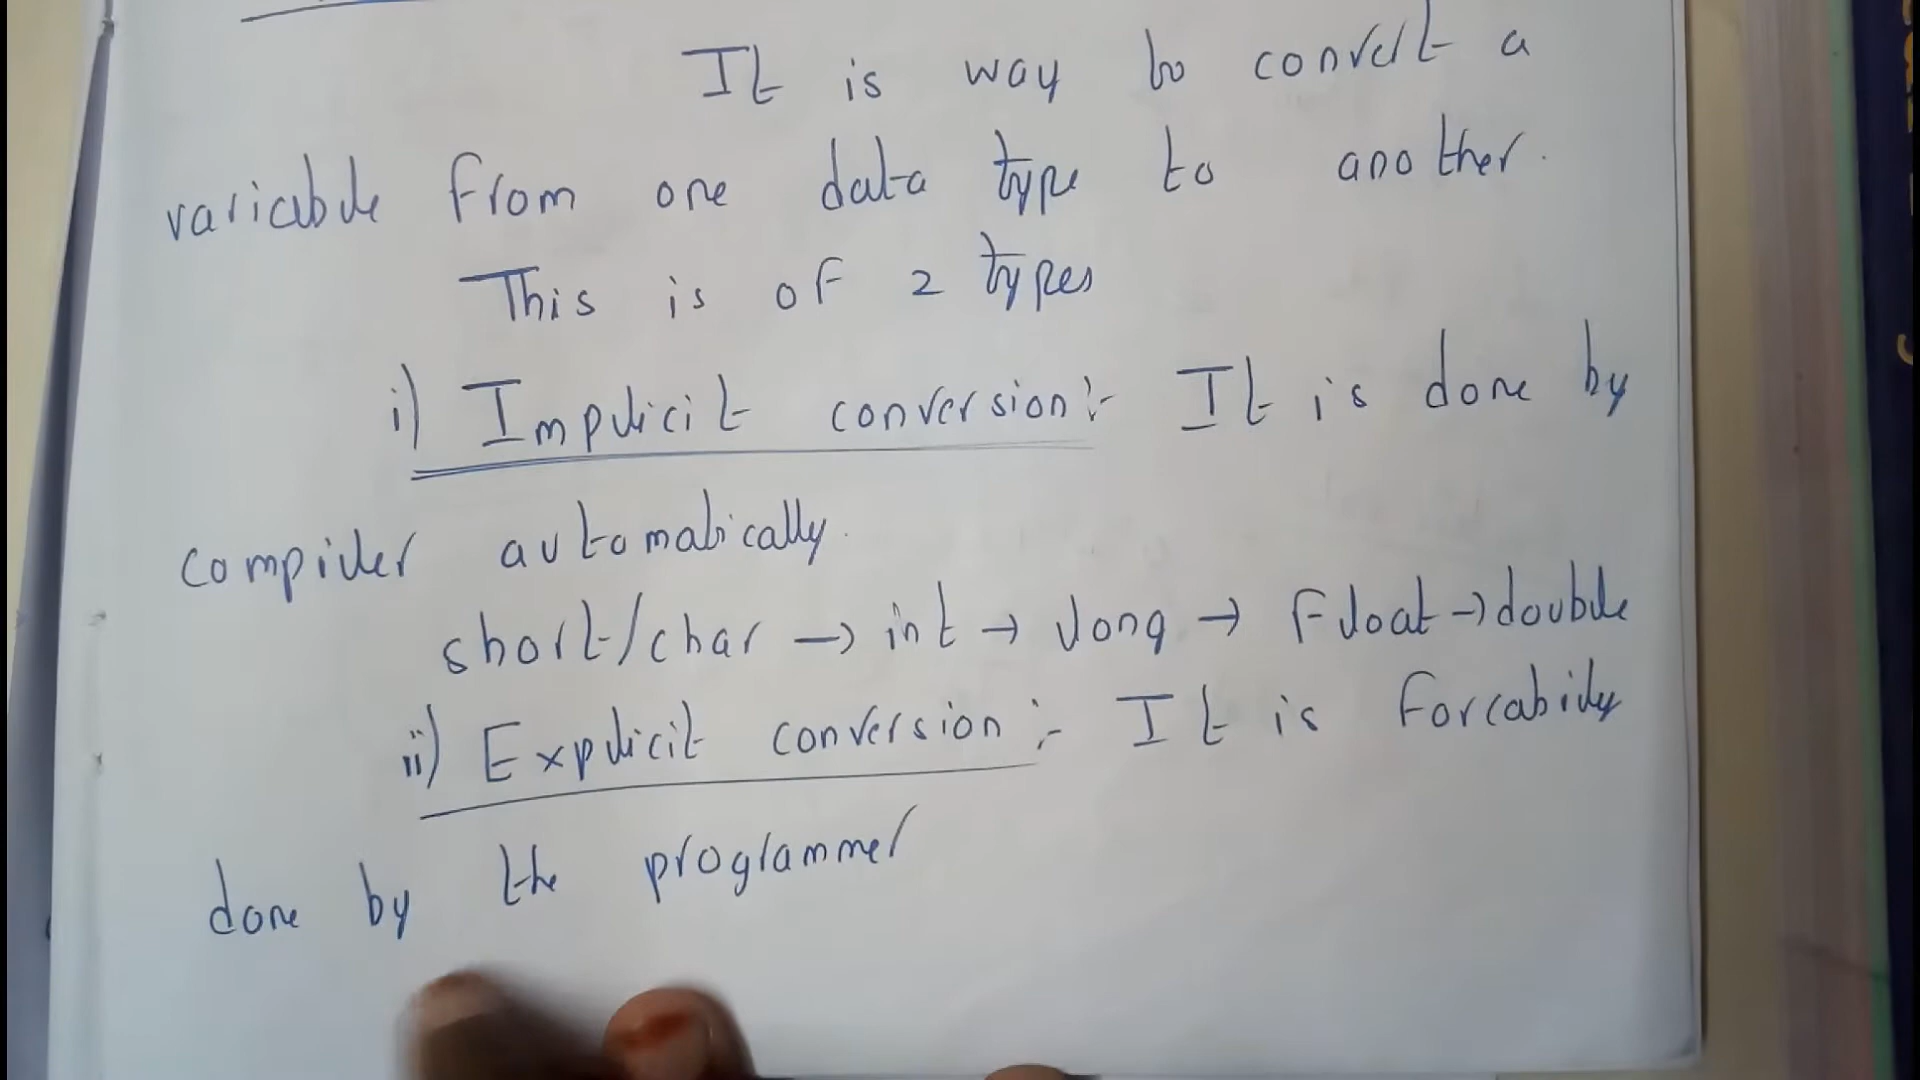 It is way to convert a
variable from one data type to another.
This is of 2 types
i) Implicit conversion:- It is done by
compiler automatically.
short/char → int → long → Float → double
ii) Explicit conversion:- It is Forcabily
done by the programmer